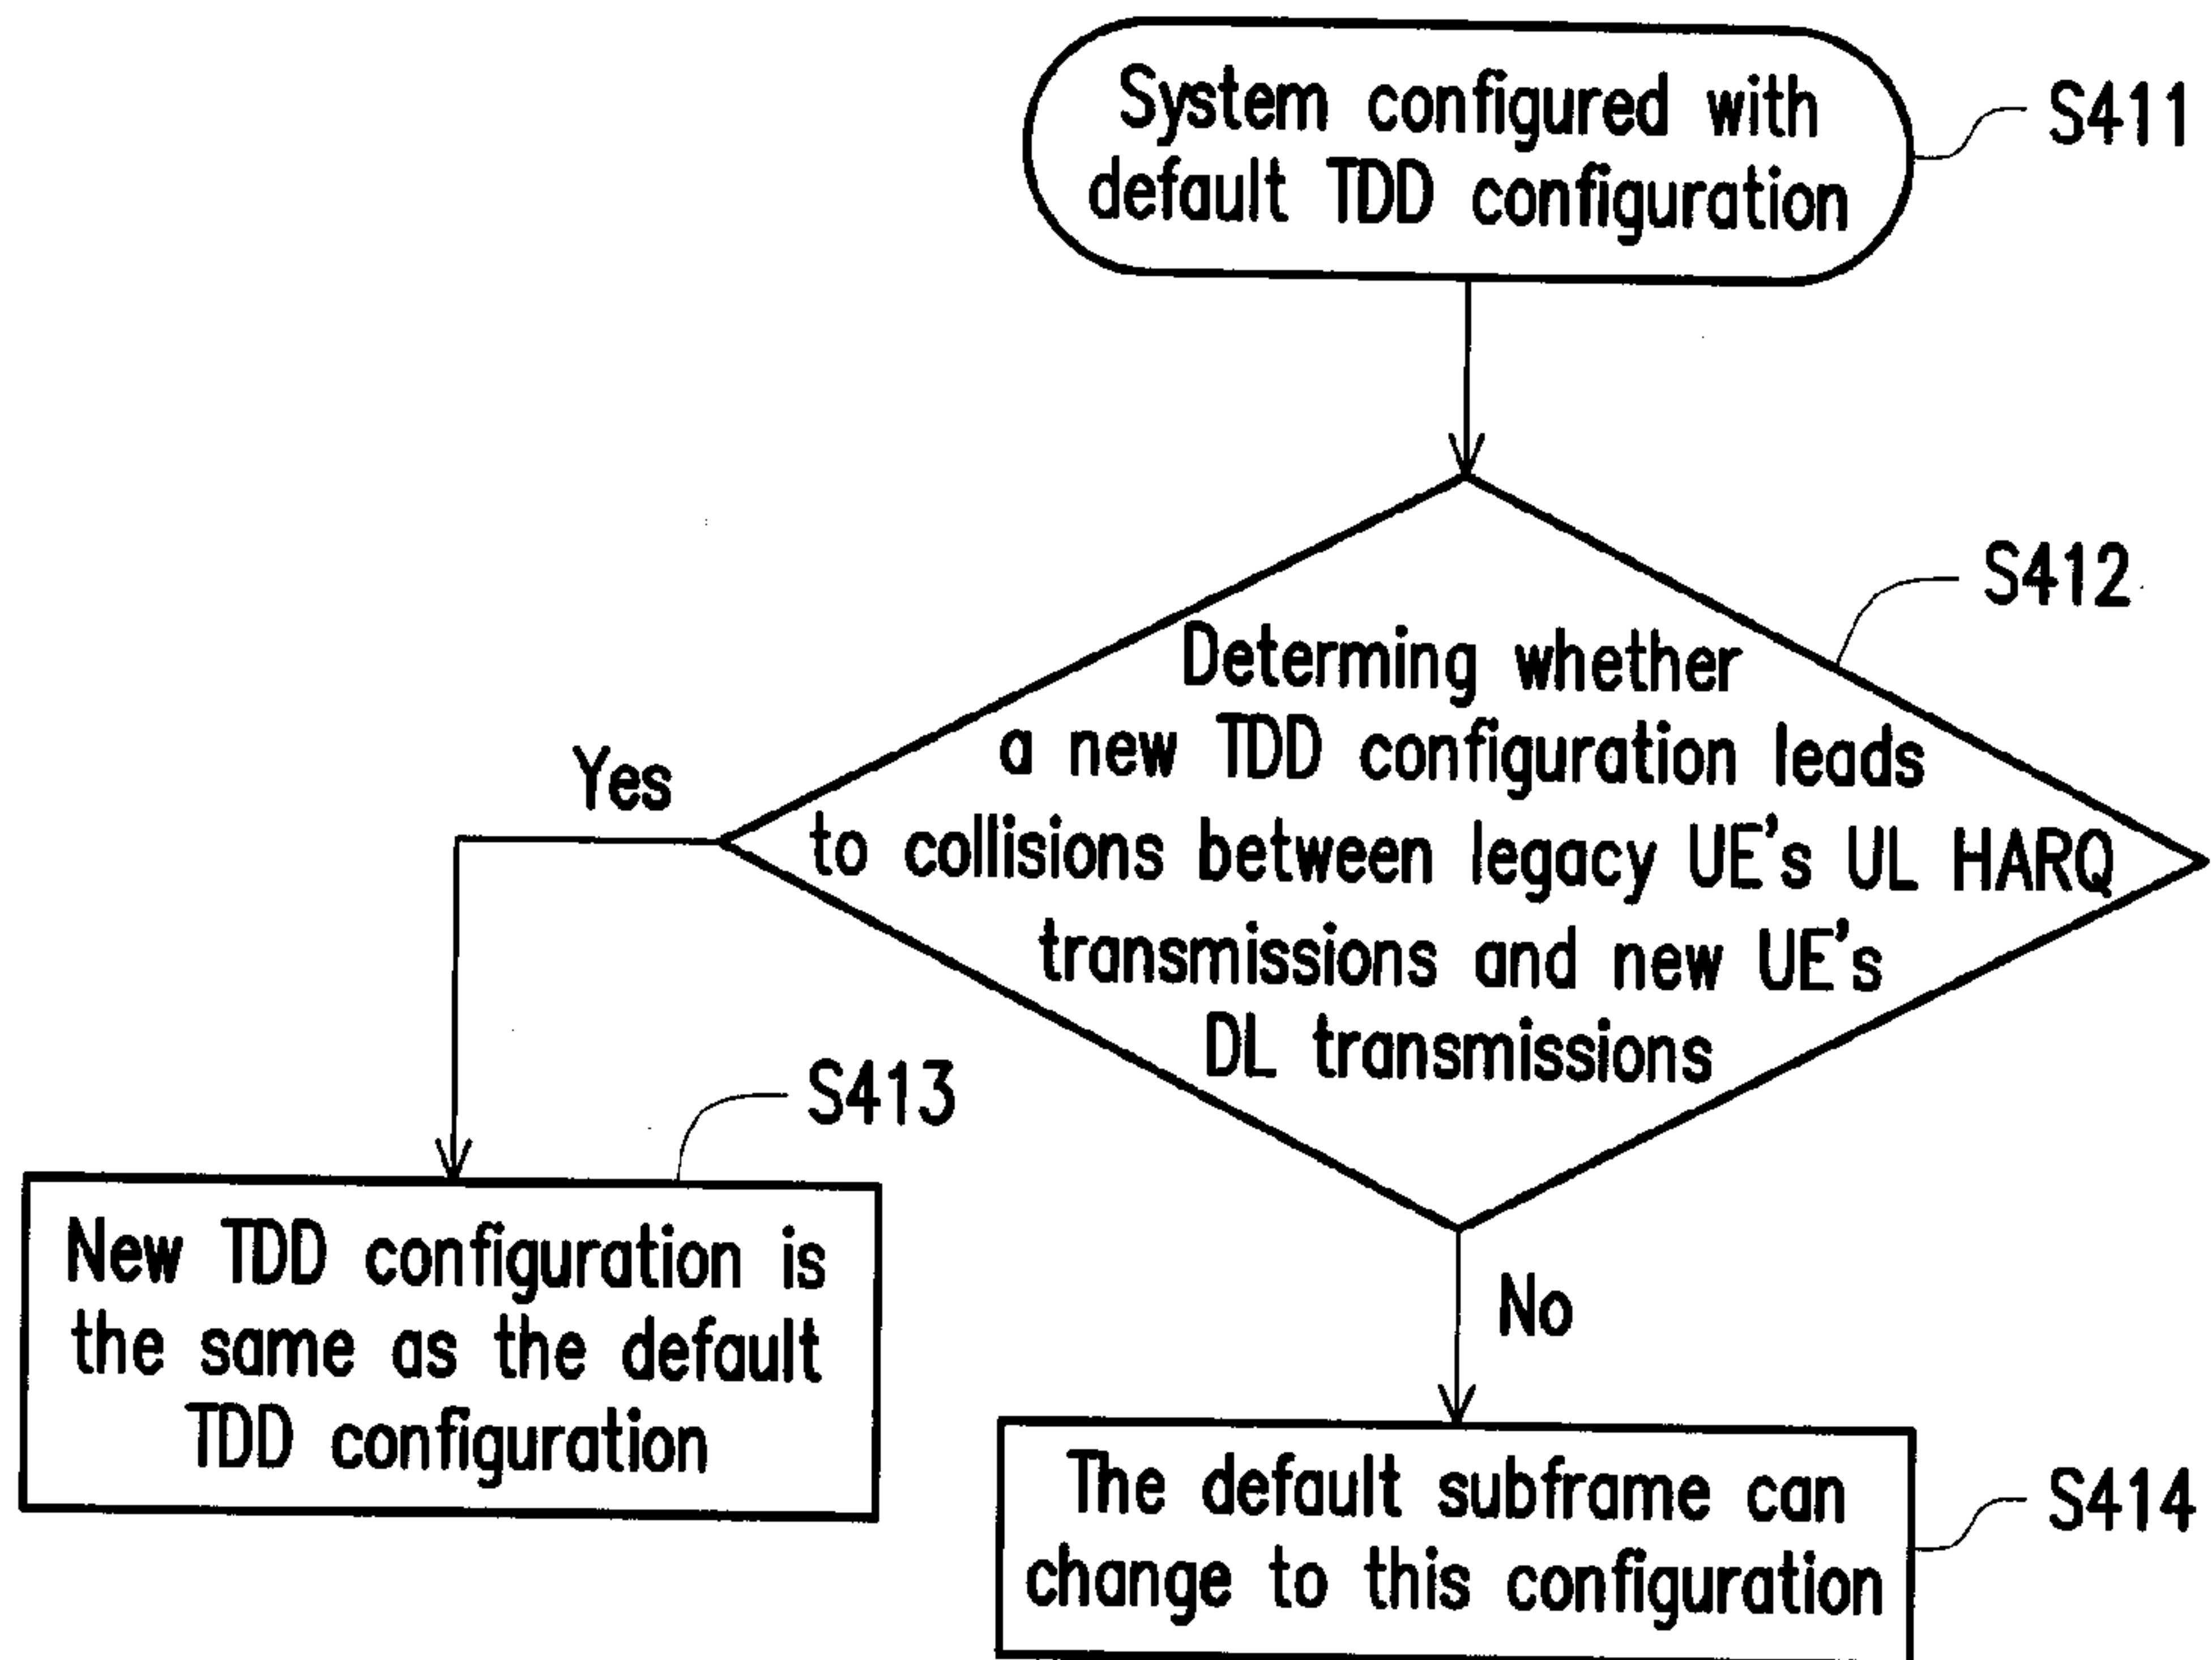 System configured with
default TDD configuration
S411
S412
Determing whether
a new TDD configuration leads
to collisions between legacy UE's UL HARQ
transmissions and new UE's
DL transmissions
Yes
S413
New TDD configuration is
the same as the default
TDD configuration
No
The default subframe can
change to this configuration
S414